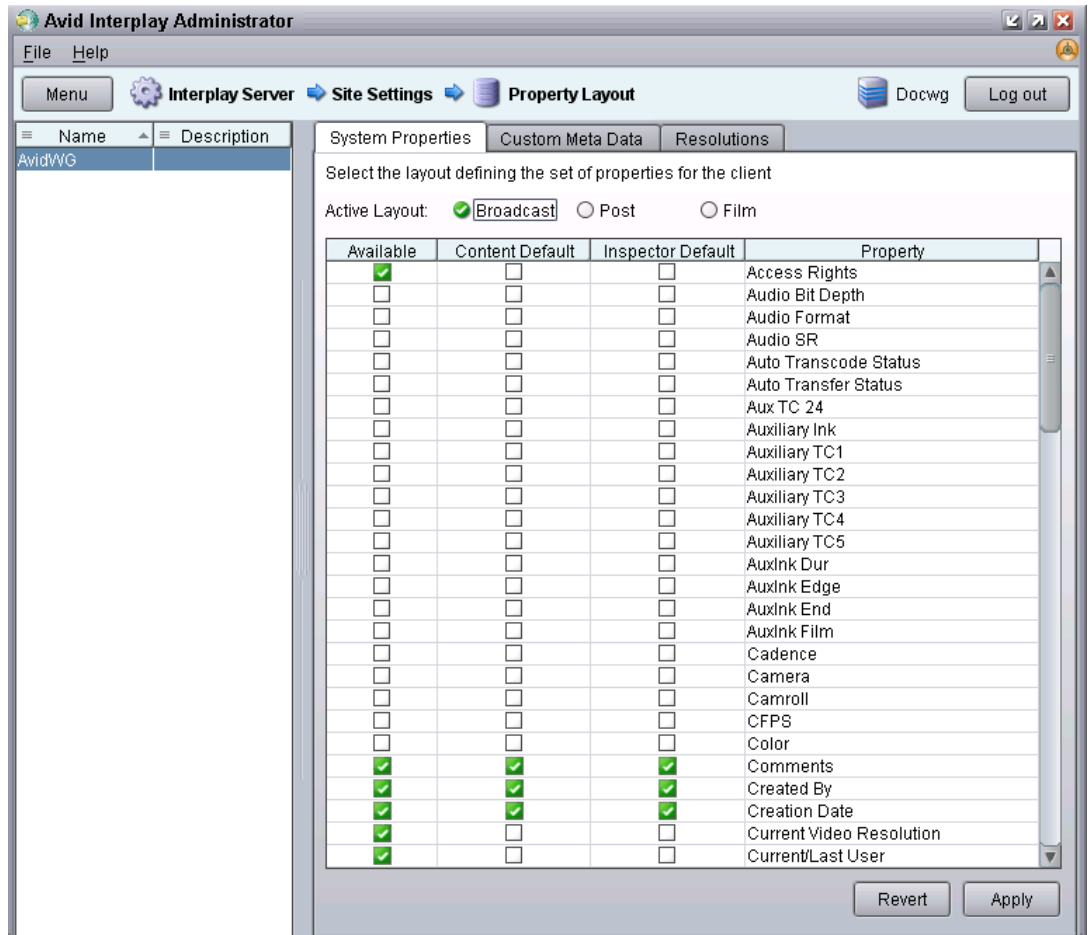 Avid Interplay Administrator
File Help
Menu Interplay Server Site Settings Property Layout Docwg Log out
Name Description
AvidWG
System Properties Custom Meta Data Resolutions
Select the layout defining the set of properties for the client
Active Layout: Broadcast Post Film
Available Content Default Inspector Default Property
Access Rights
Audio Bit Depth
Audio Format
Audio SR
Auto Transcode Status
Auto Transfer Status
Aux TC 24
Auxiliary Ink
Auxiliary TC1
Auxiliary TC2
Auxiliary TC3
Auxiliary TC4
Auxiliary TC5
AuxInk Dur
AuxInk Edge
AuxInk End
AuxInk Film
Cadence
Camera
Camroll
CFPS
Color
Comments
Created By
Creation Date
Current Video Resolution
Current/Last User
Revert Apply